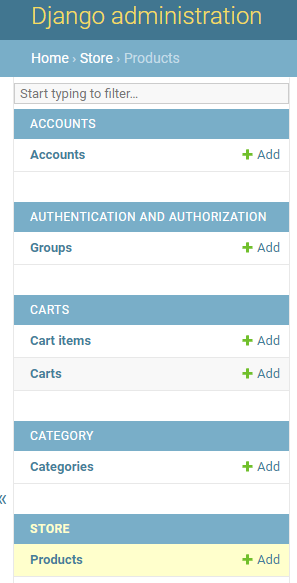 Django administration
Home › Store › Products
Start typing to filter...
ACCOUNTS
Accounts + Add
AUTHENTICATION AND AUTHORIZATION
Groups + Add
CARTS
Cart items + Add
Carts + Add
CATEGORY
Categories + Add
«
STORE
Products + Add